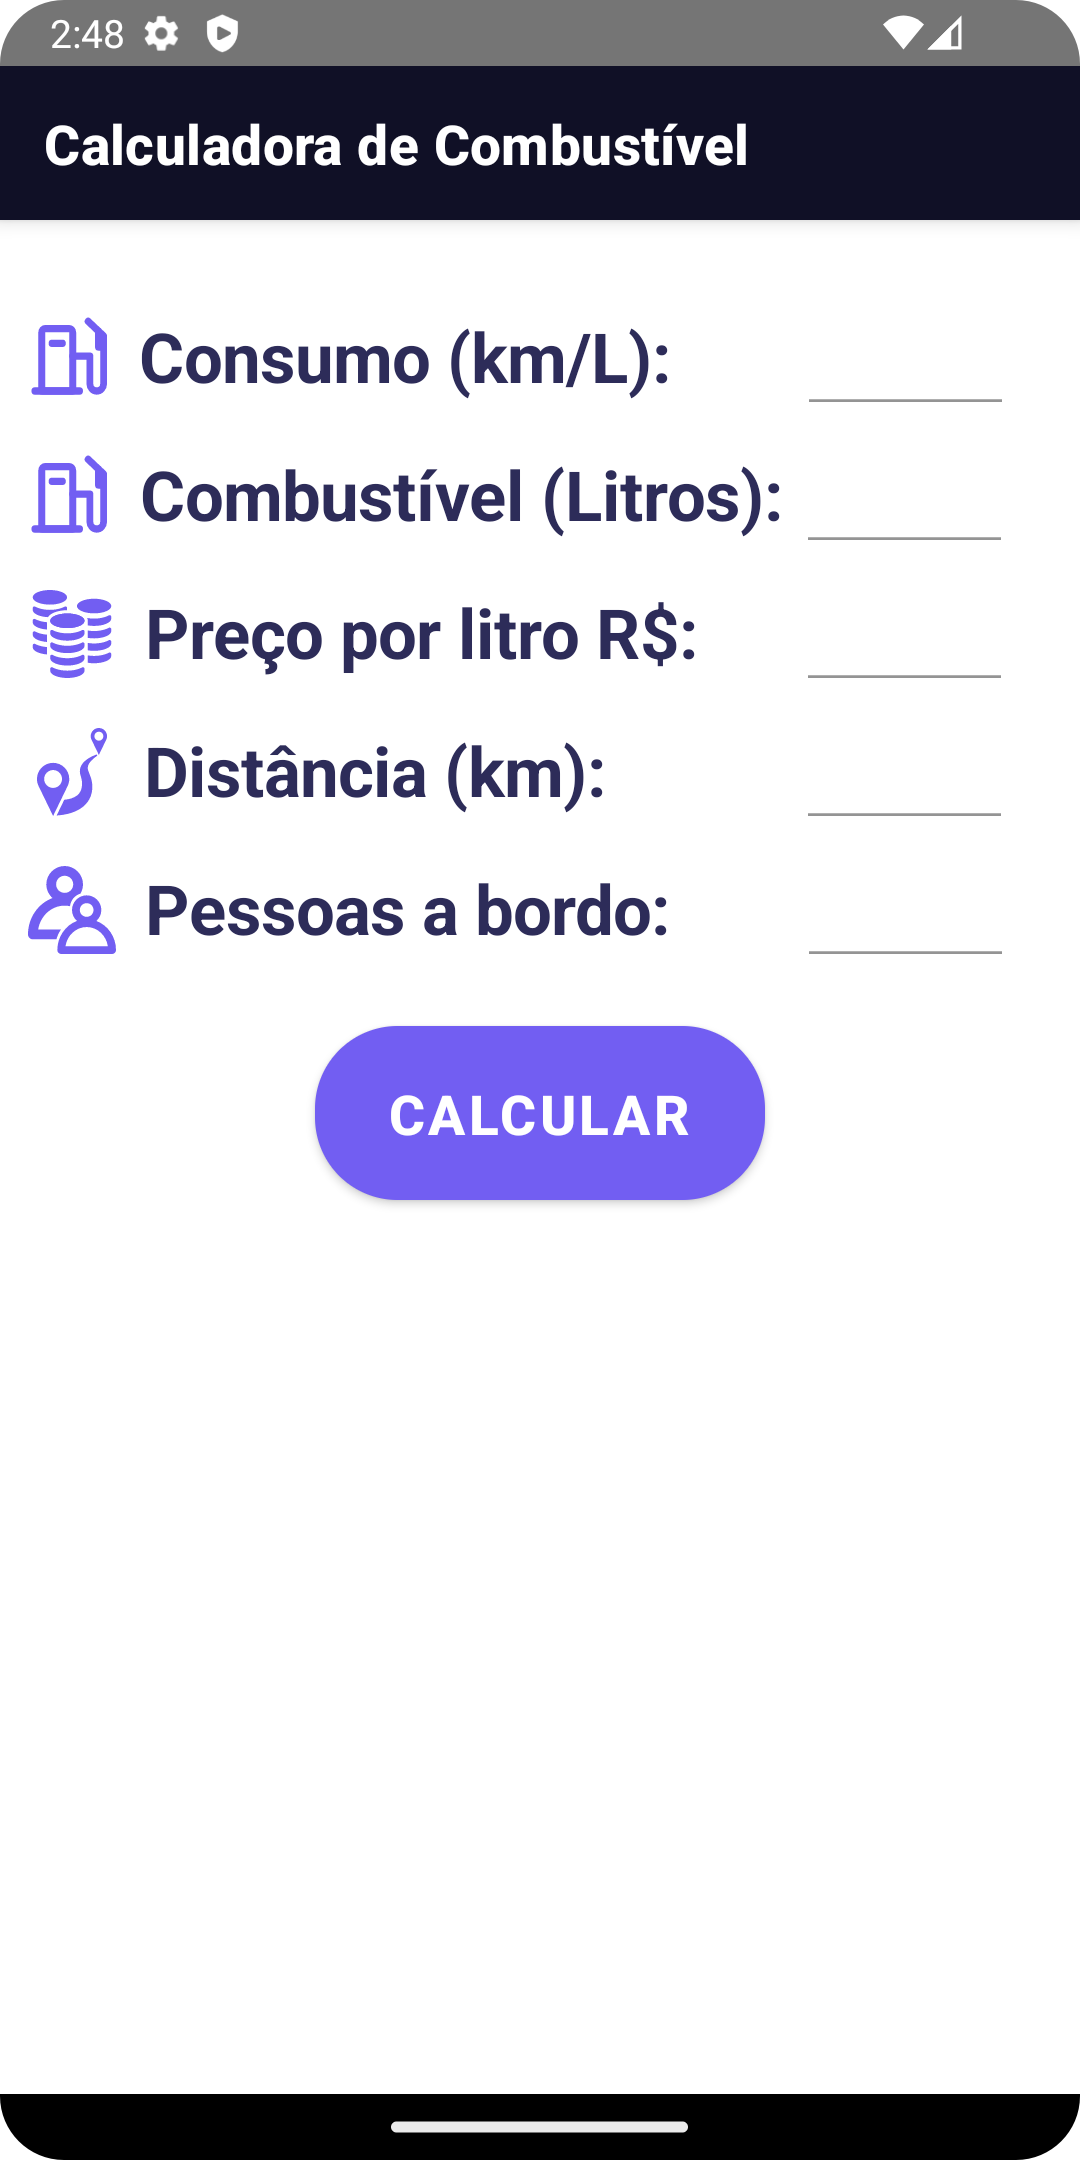 2:48
Calculadora de Combustível
Consumo (km/L):
Combustível (Litros):
Preço por litro R$:
Distância (km):
Pessoas a bordo:
CALCULAR